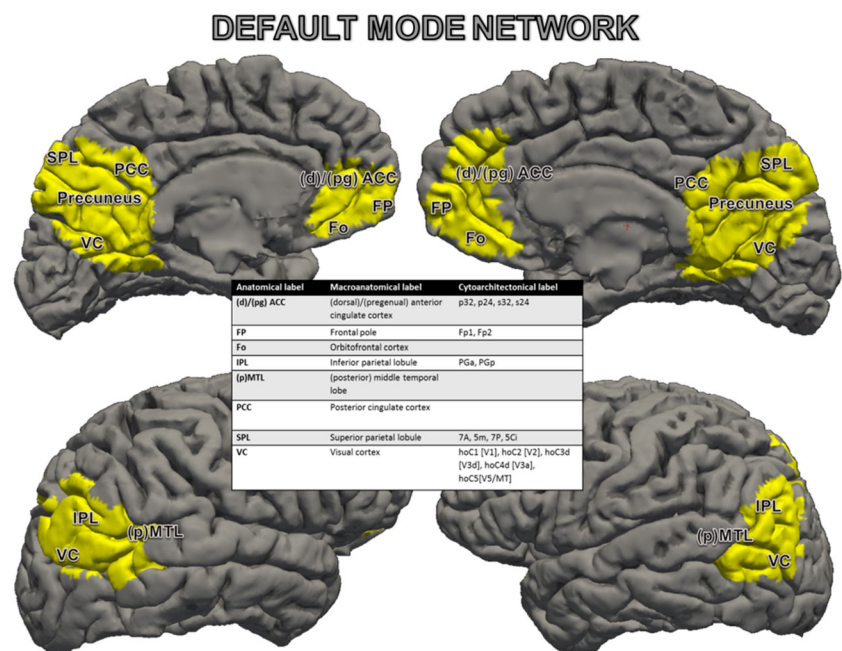 DEFAULT MODE NETWORK
SPL
PCC
Precuneus
VC
(d)/(pg) ACC
FP
Fo
(d)/(pg) ACC
FP
Fo
PCC
SPL
Precuneus
VC
Anatomical label Macroanatomical label Cytoarchitectonical label
(d)/(pg) ACC (dorsal)/(pregenual) anterior p32, p24, s32, s24
cingulate cortex
FP Frontal pole Fp1, Fp2
Fo Orbitofrontal cortex
IPL Inferior parietal lobule PGa, PGp
(p)MTL (posterior) middle temporal
lobe
PCC Posterior cingulate cortex
SPL Superior parietal lobule 7A, 5m, 7P, 5Ci
VC Visual cortex hoC1 [V1], hoC2 [V2], hoC3d
[V3d], hoC4d [V3a],
hoC5[V5/MT]
IPL
(p)MTL
VC
IPL
(p)MTL
VC